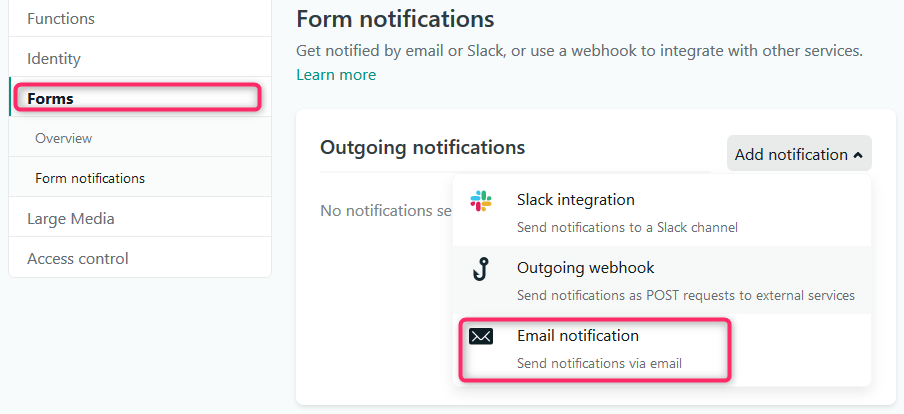 Functions
Identity
Forms
Overview
Form notifications
Large Media
Access control
Form notifications
Get notified by email or Slack, or use a webhook to integrate with other services.
Learn more
Outgoing notifications
Add notification
No notifications se
Slack integration
Send notifications to a Slack channel
Outgoing webhook
Send notifications as POST requests to external services
Email notification
Send notifications via email